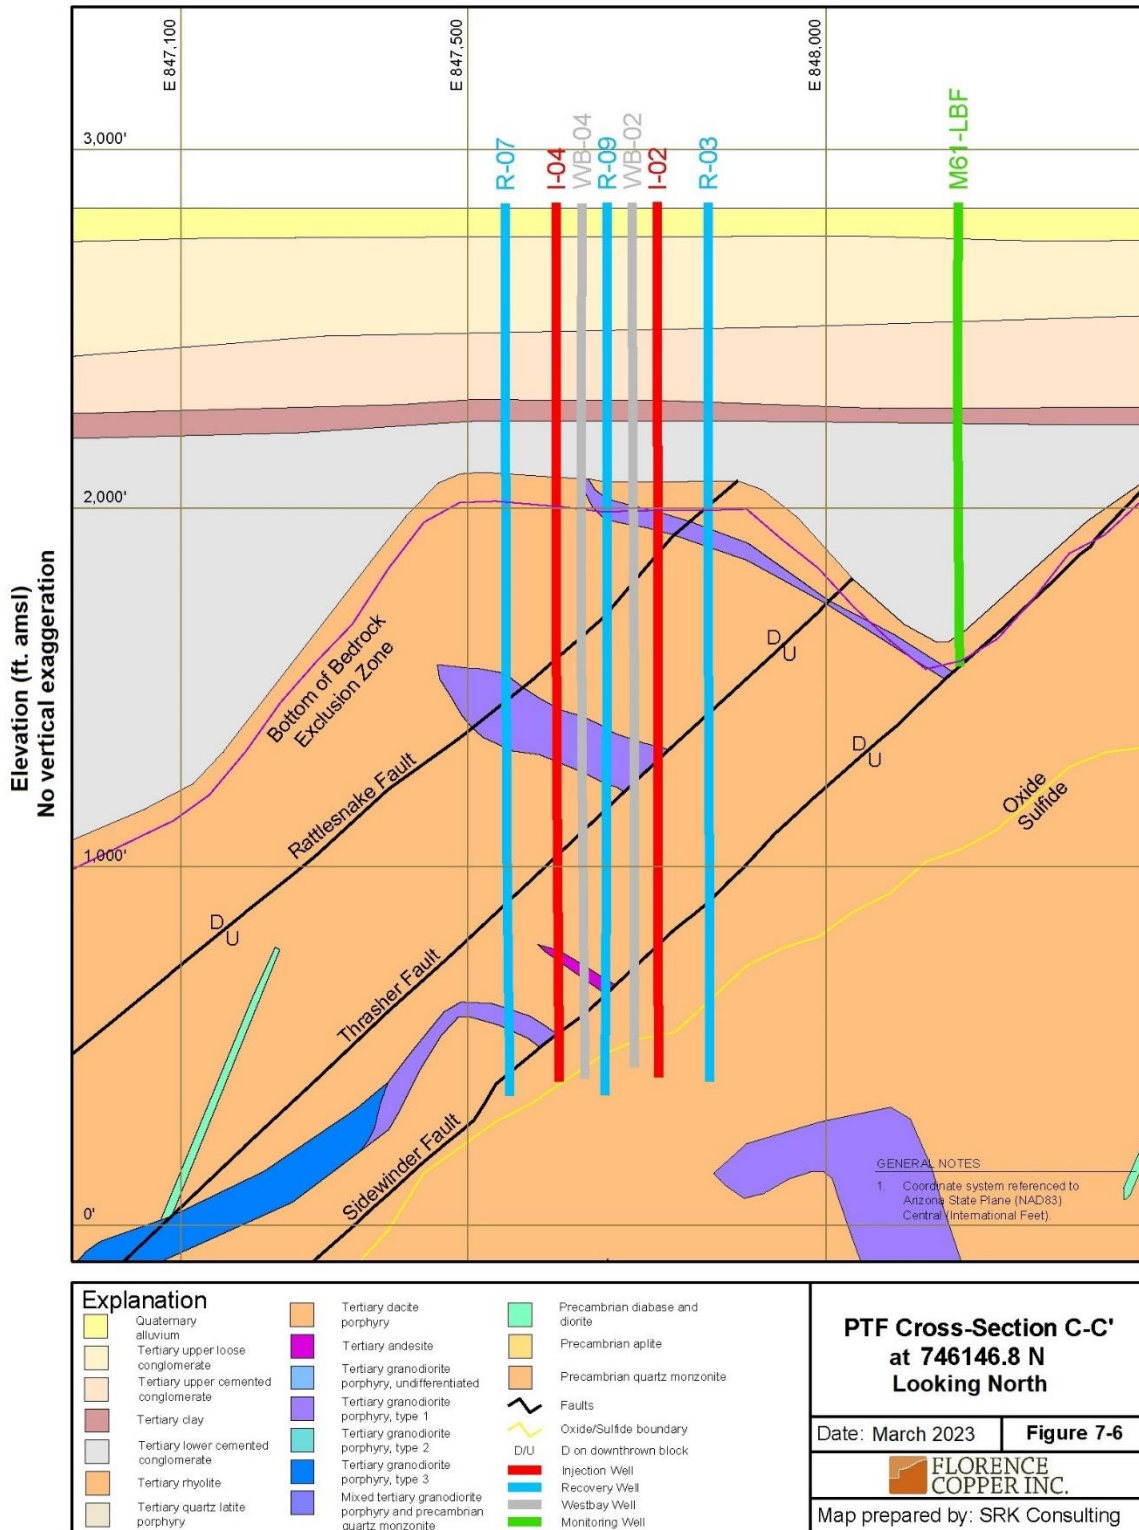 E 847,100
E 847,500
E 848,000
3,000'
2,000'
1,000'
0'
Elevation (ft. amsl)
No vertical exaggeration
R-07
I-04
WB-04
R-09
WB-02
I-02
R-03
M61-LBF
Bottom of Bedrock
Exclusion Zone
Rattlesnake Fault
D
U
Thrasher Fault
D
U
Sidewinder Fault
D
U
Oxide
Sulfide
GENERAL NOTES
1. Coordinate system referenced to
Arizona State Plane (NAD83)
Central (International Feet).
Explanation
Quaternary
alluvium
Tertiary upper loose
conglomerate
Tertiary upper cemented
conglomerate
Tertiary clay
Tertiary lower cemented
conglomerate
Tertiary rhyolite
Tertiary quartz latite
porphyry
Tertiary dacite
porphyry
Tertiary andesite
Tertiary granodiorite
porphyry, undifferentiated
Tertiary granodiorite
porphyry, type 1
Tertiary granodiorite
porphyry, type 2
Tertiary granodiorite
porphyry, type 3
Mixed tertiary granodiorite
porphyry and precambrian
quartz monzonite
Precambrian diabase and
diorite
Precambrian aplite
Precambrian quartz monzonite
Faults
Oxide/Sulfide boundary
D/U D on downthrown block
Injection Well
Recovery Well
Westbay Well
Monitoring Well
PTF Cross-Section C-C'
at 746146.8 N
Looking North
Date: March 2023
Figure 7-6
FLORENCE
COPPER INC.
Map prepared by: SRK Consulting